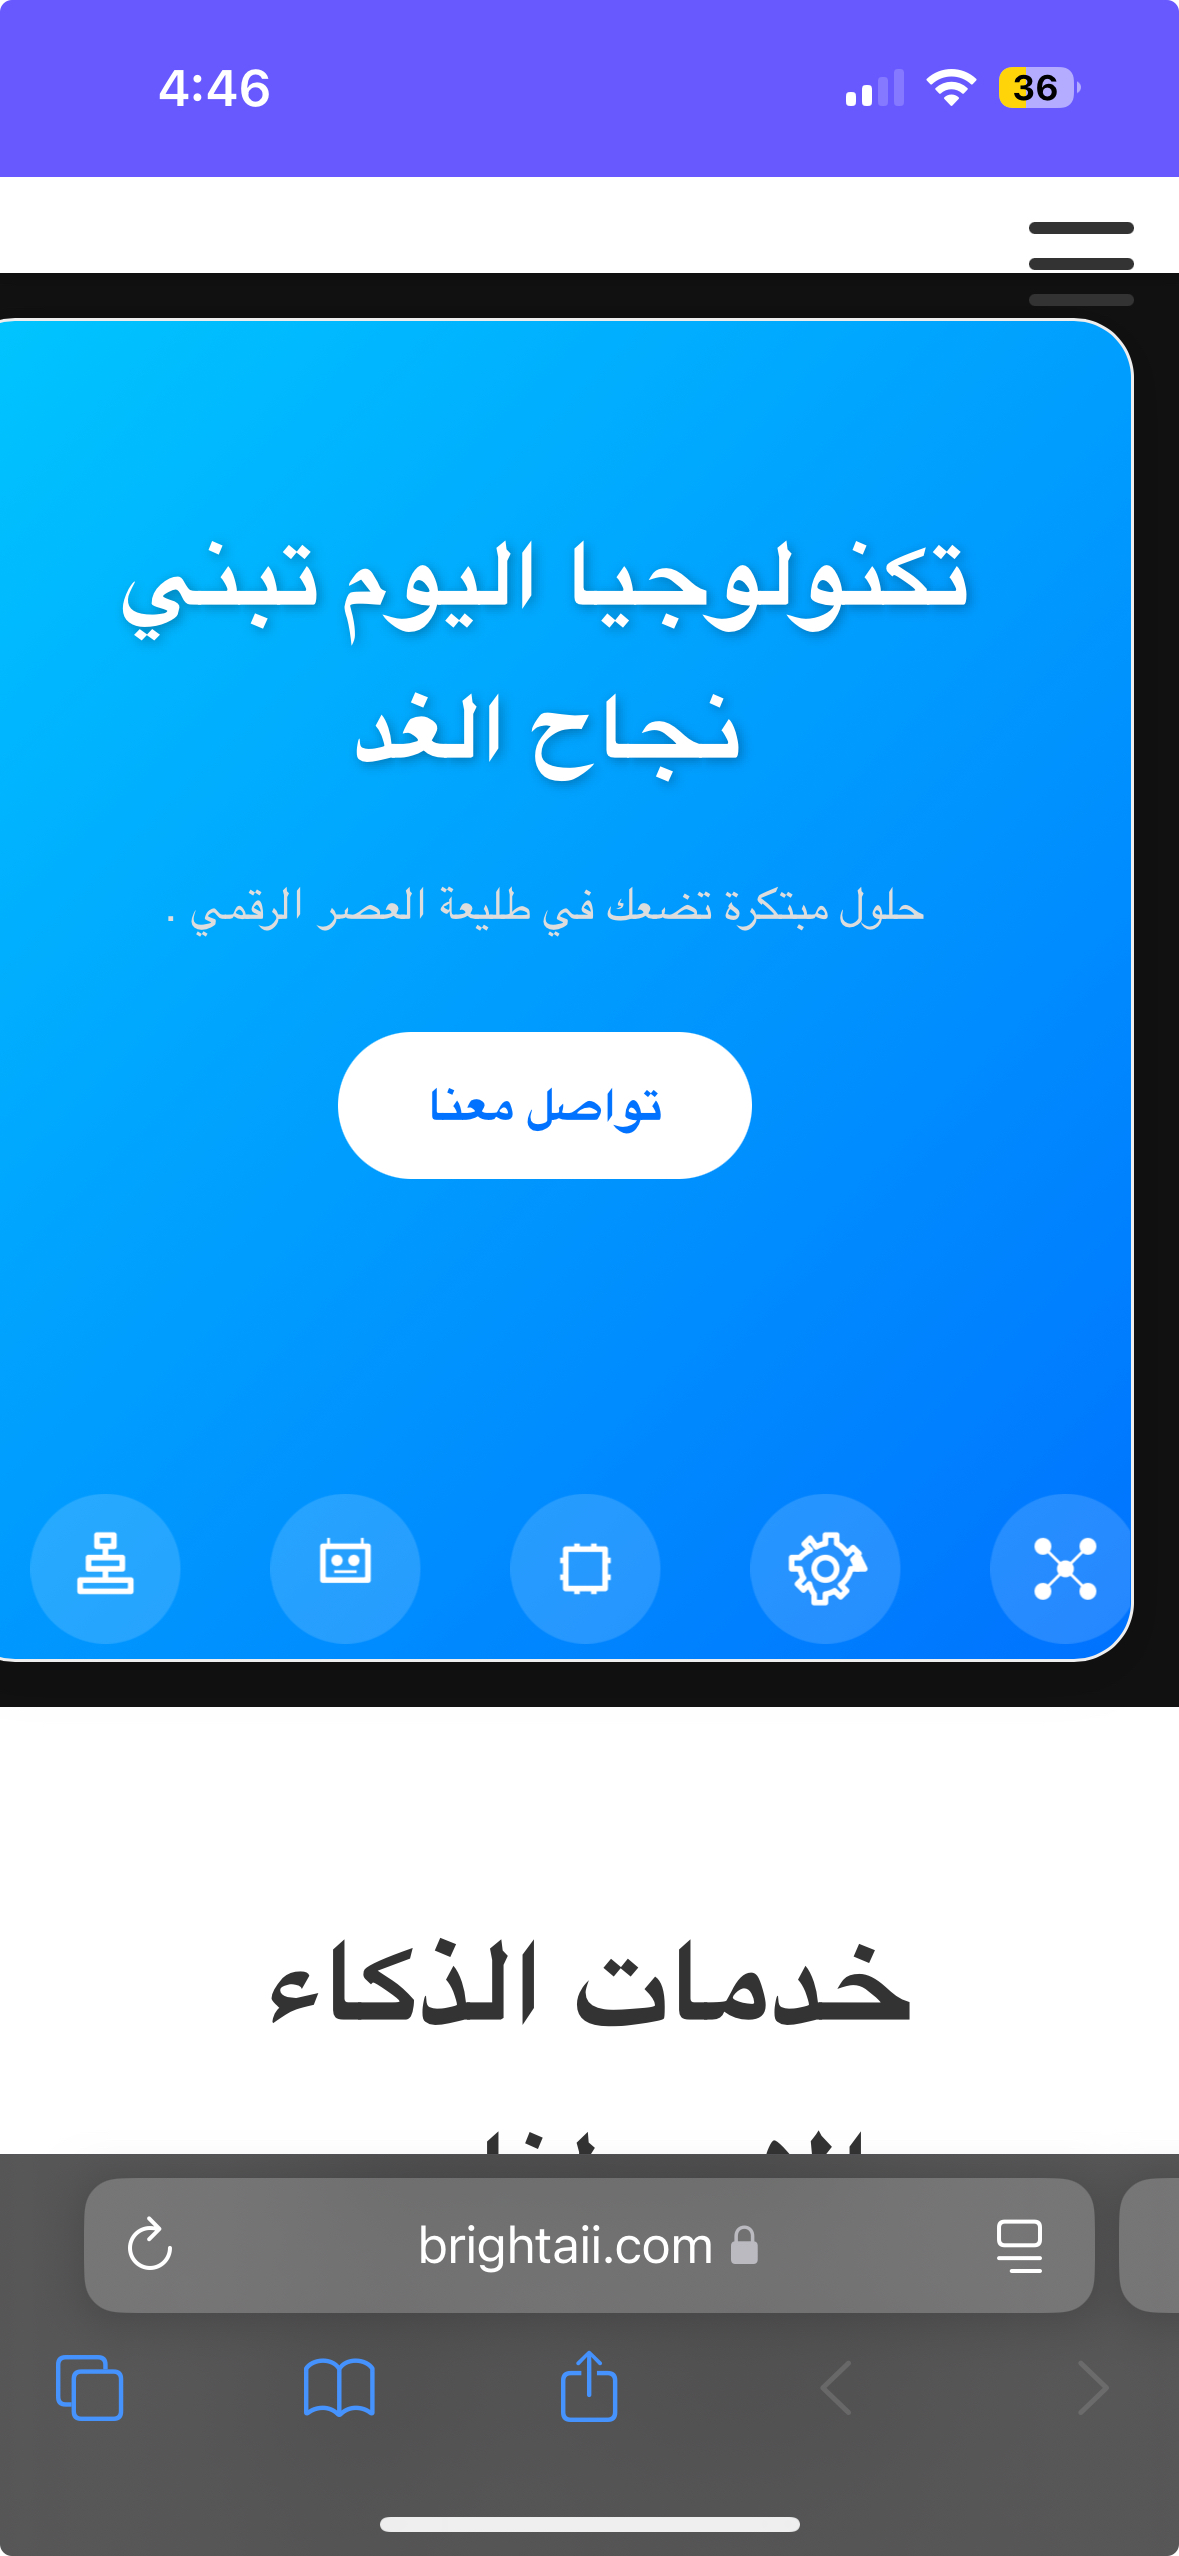 4:46
36
تكنولوجيا اليوم تبني
نجاح الغد
حلول مبتكرة تضعك في طليعة العصر الرقمي .
تواصل معنا
خدمات الذكاء
brightaii.com